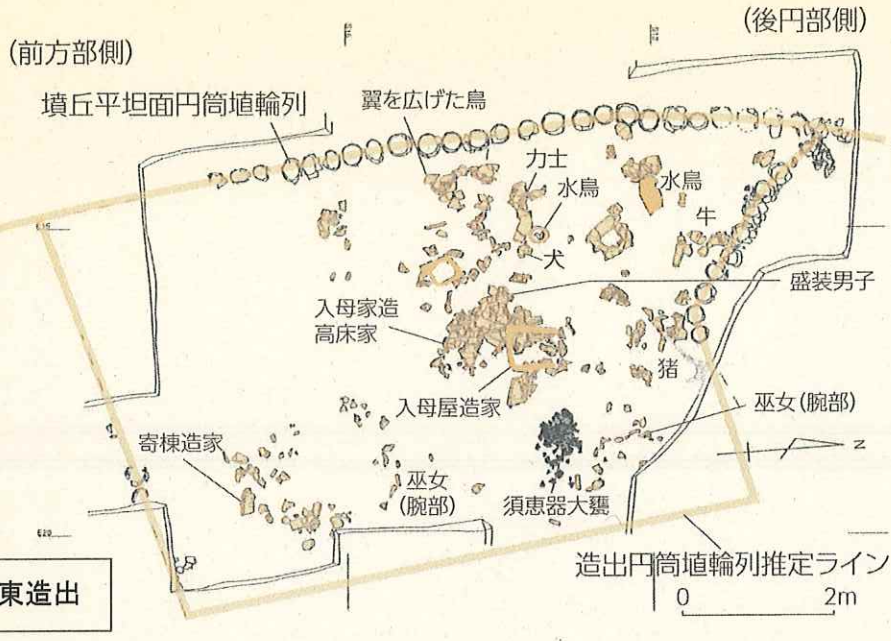 (後円部側)
(前方部側)
墳丘平坦面円筒埴輪列
翼を広げた鳥
力士
水鳥
水鳥
牛
犬
盛装男子
入母家造
高床家
猪
入母屋造家
巫女(腕部)
寄棟造家
巫女
(腕部)
須恵器大甕
N
造出円筒埴輪列推定ライン
東造出
0 2m